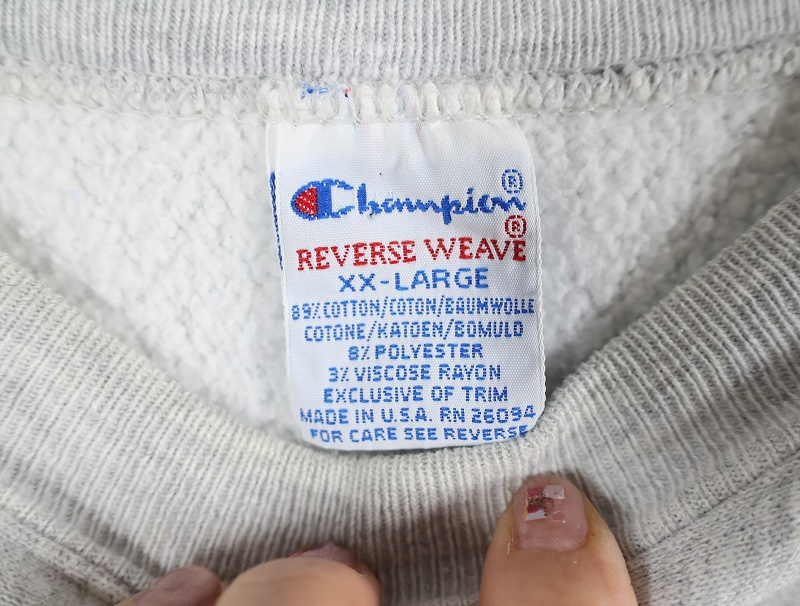 Champion®
REVERSE WEAVE®
XX-LARGE
89% COTTON/COTON/BAUMWOLLE
COTONE/KATOEN/BOMULD
8% POLYESTER
3% VISCOSE RAYON
EXCLUSIVE OF TRIM
MADE IN U.S.A. RN 26094
FOR CARE SEE REVERSE